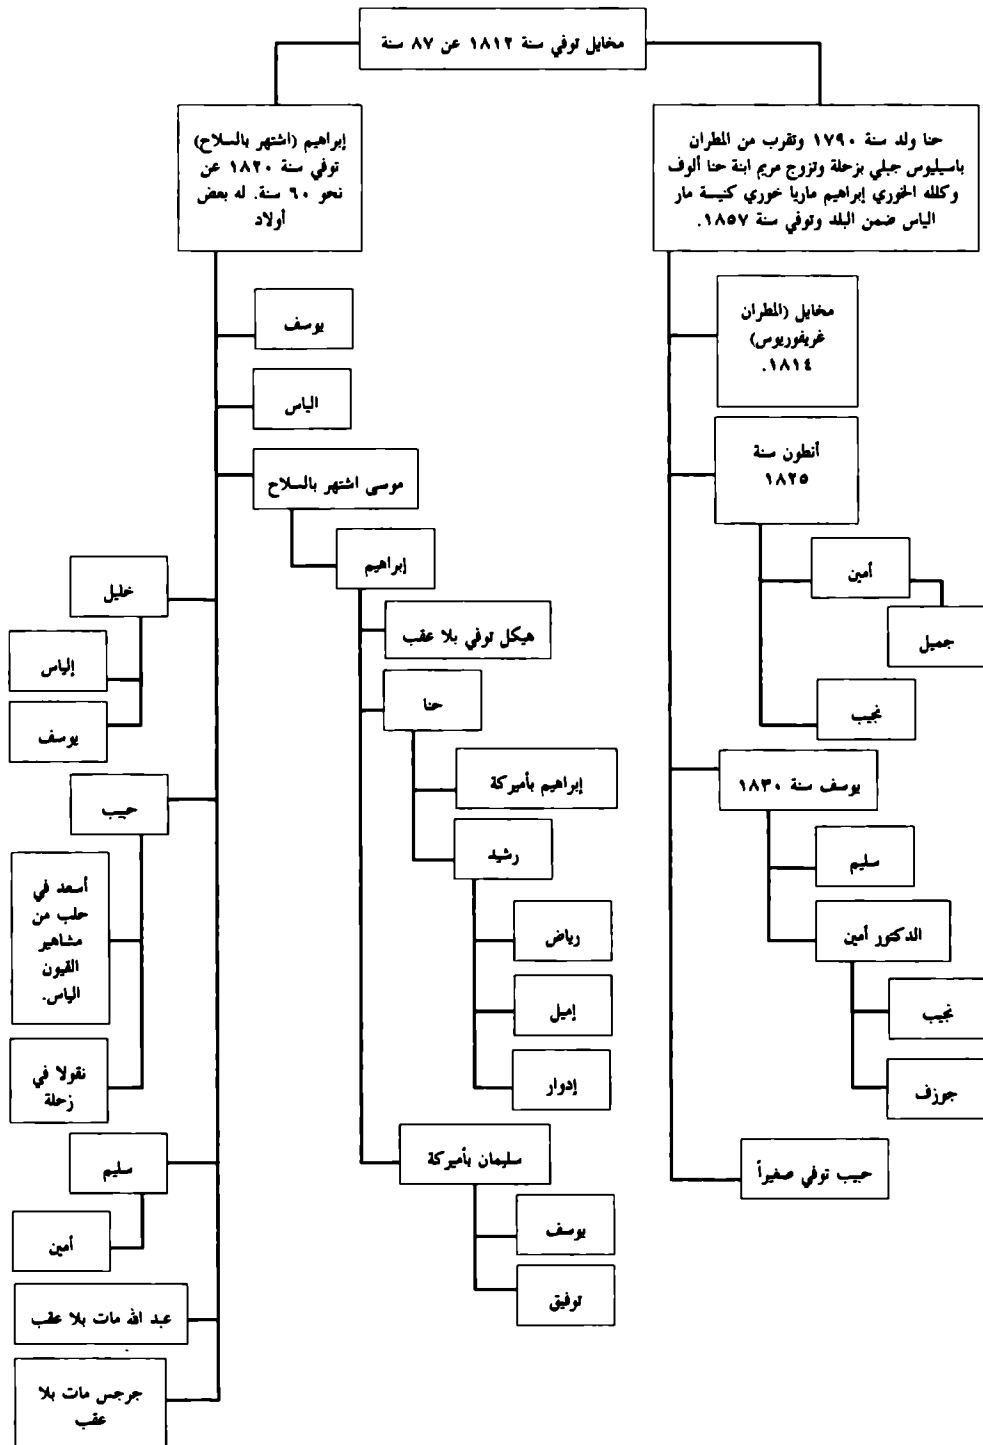 مخايل توفي سنة ١٨١٢ عن ٨٧ سنة
حنا ولد سنة ١٧٩٠ وتقرب من المطران
باسيليوس جبلي بزحلة وتزوج مريم ابنة حنا ألوف
وكلله الخوري إبراهيم ماريا خوري كنيسة مار
الياس ضمن البلد وتوفي سنة ١٨٥٧.
مخايل (المطران
غريغوريوس)
١٨١٤.
أنطون سنة
١٨٢٥
أمين
جميل
نجيب
يوسف سنة ١٨٣٠
سليم
الدكتور أمين
نجيب
جوزف
حبيب توفي صغيراً
إبراهيم (اشتهر بالسلاح)
توفي سنة ١٨٢٠ عن
نحو ٦٠ سنة. له بعض
أولاد
يوسف
الياس
موسى اشتهر بالسلاح
إبراهيم
هيكل توفي بلا عقب
حنا
إبراهيم بأميركة
رشيد
رياض
إميل
إدوار
سليمان بأميركة
يوسف
توفيق
خليل
إلياس
يوسف
حبيب
أسعد في
حلب من
مشاهير
القيون
الياس.
نقولا في
زحلة
سليم
أمين
عبد الله مات بلا عقب
جرجس مات بلا
عقب